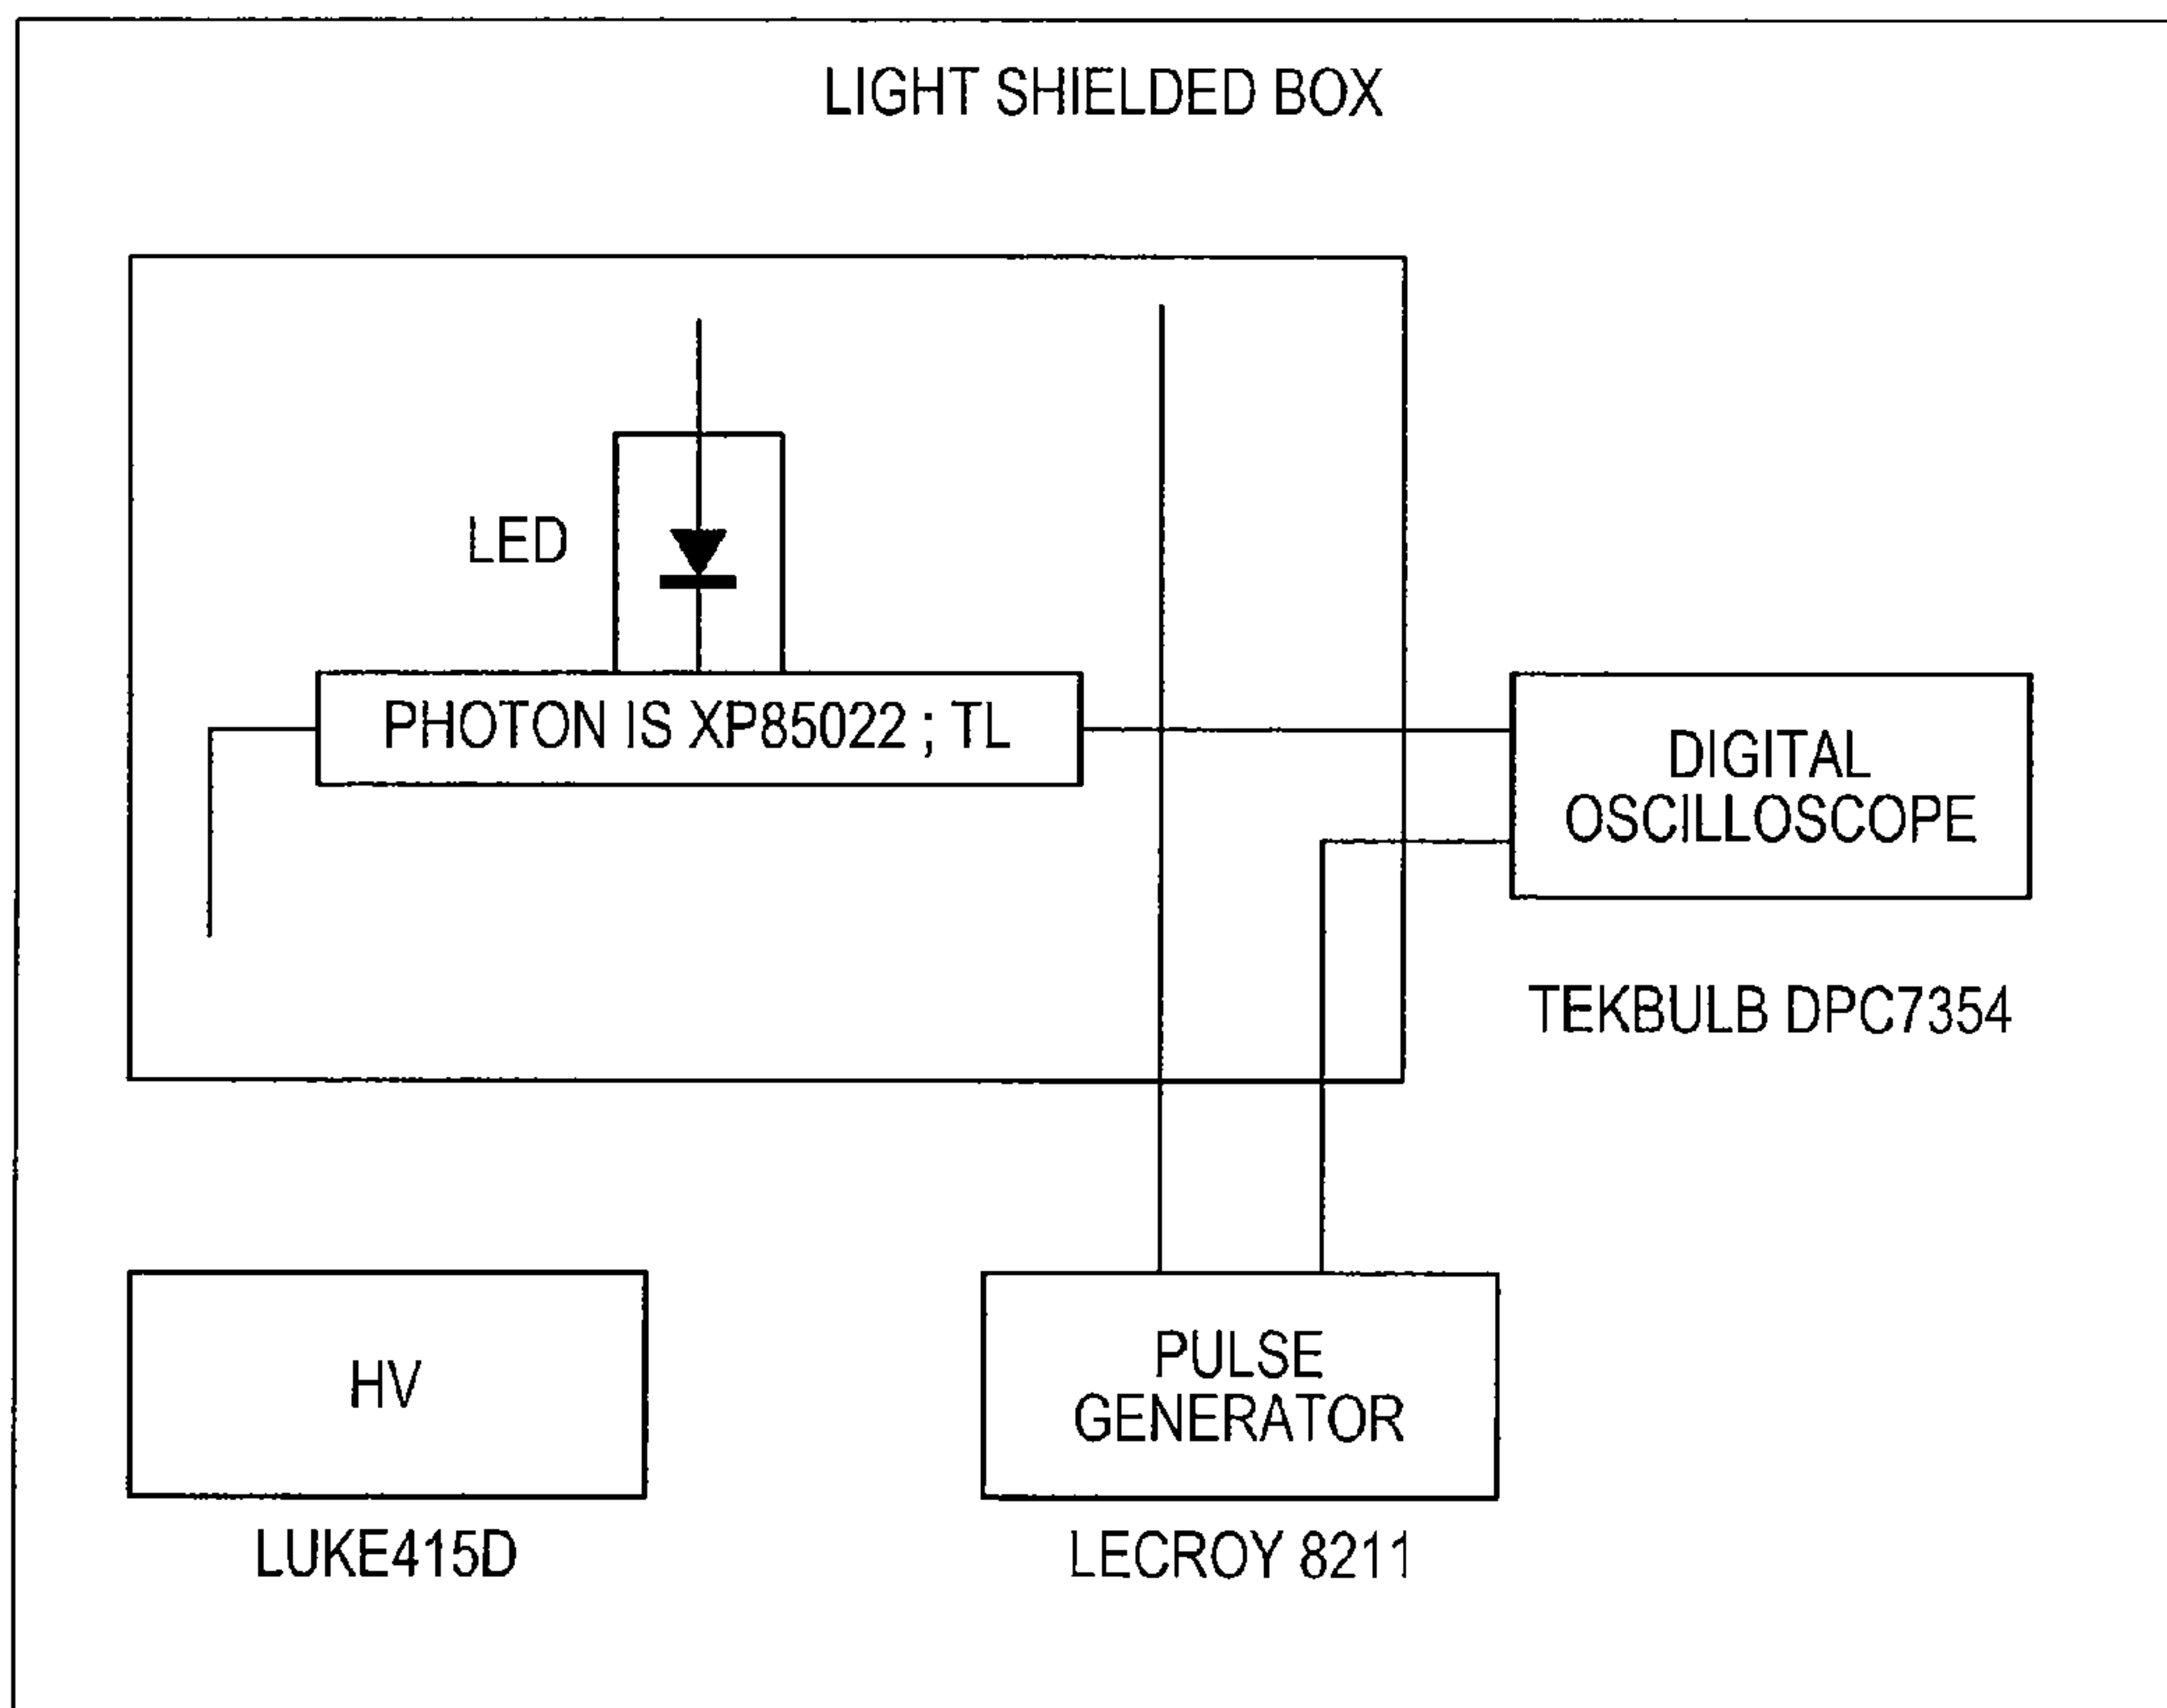 LIGHT SHIELDED BOX
LED
PHOTON IS XP85022 ; TL
DIGITAL
OSCILLOSCOPE
TEKBULB DPC7354
HV
LUKE415D
PULSE
GENERATOR
LECROY 8211